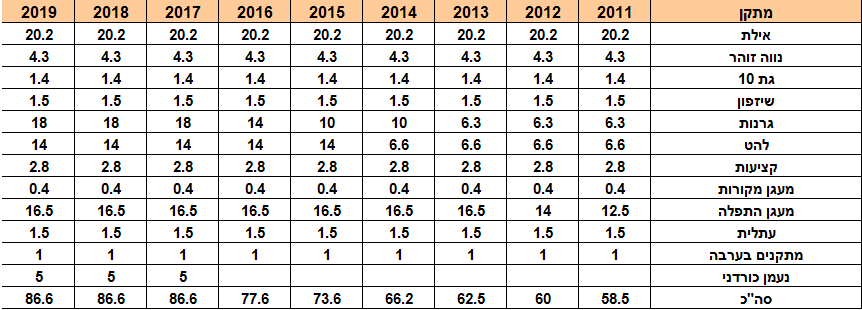 מתקן 2011 2012 2013 2014 2015 2016 2017 2018 2019
אילת 20.2 20.2 20.2 20.2 20.2 20.2 20.2 20.2 20.2
נווה זוהר 4.3 4.3 4.3 4.3 4.3 4.3 4.3 4.3 4.3
גת 10 1.4 1.4 1.4 1.4 1.4 1.4 1.4 1.4 1.4
שיזפון 1.5 1.5 1.5 1.5 1.5 1.5 1.5 1.5 1.5
גרנות 6.3 6.3 6.3 10 10 14 18 18 18
להט 6.6 6.6 6.6 6.6 14 14 14 14 14
קציעות 2.8 2.8 2.8 2.8 2.8 2.8 2.8 2.8 2.8
מעגן מקורות 0.4 0.4 0.4 0.4 0.4 0.4 0.4 0.4 0.4
מעגן התפלה 12.5 14 16.5 16.5 16.5 16.5 16.5 16.5 16.5
עתלית 1.5 1.5 1.5 1.5 1.5 1.5 1.5 1.5 1.5
מתקנים בערבה 1 1 1 1 1 1 1 1 1
נעמן כורדני 5 5 5
סה"כ 58.5 60 62.5 66.2 73.6 77.6 86.6 86.6 86.6